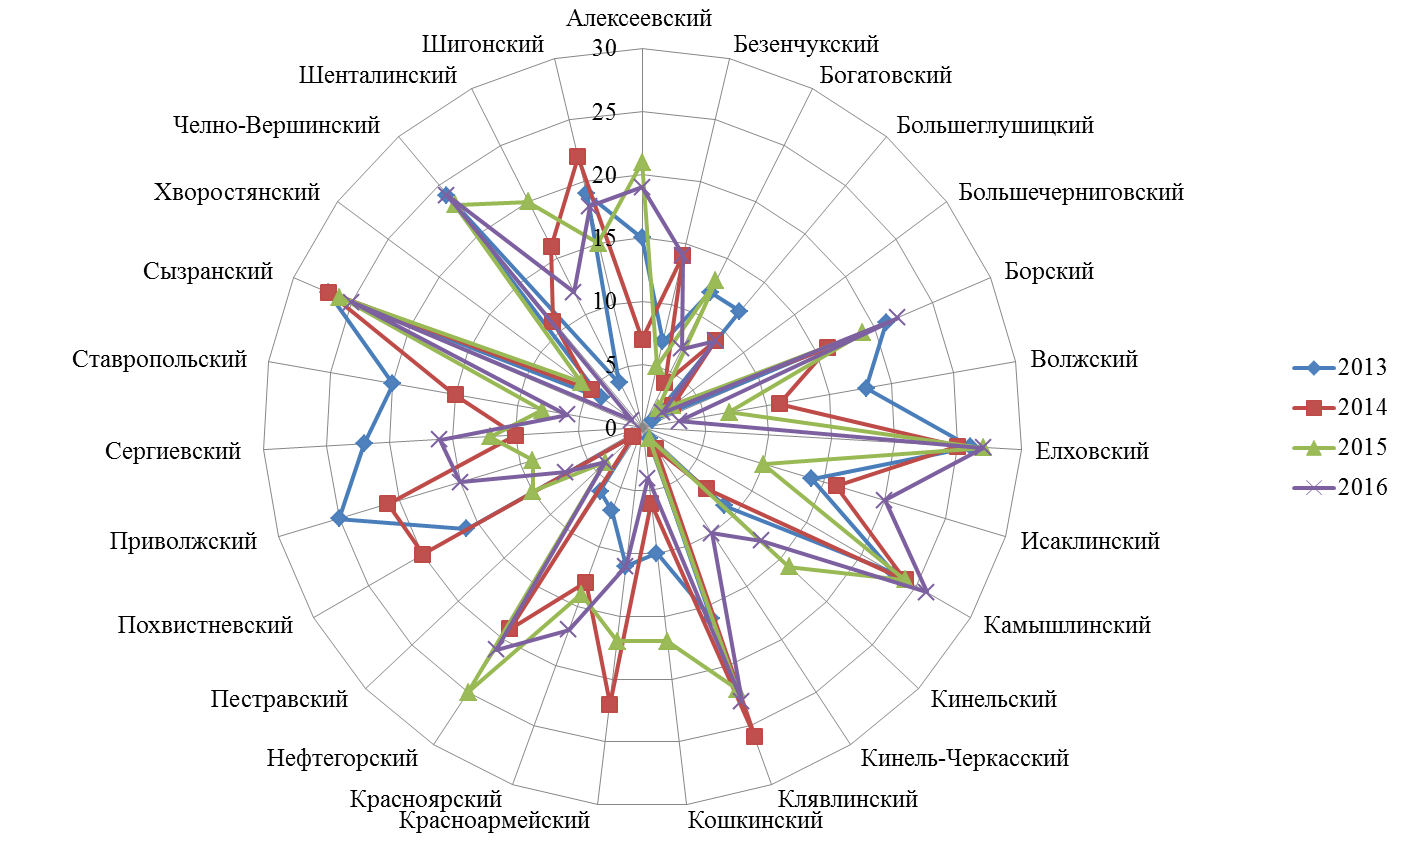 Алексеевский
Безенчукский
Богатовский
Большеглушицкий
Большечерниговский
Борский
Волжский
Елховский
Исаклинский
Камышлинский
Кинельский
Кинель-Черкасский
Клявлинский
Кошкинский
Красноармейский
Красноярский
Нефтегорский
Пестравский
Похвистневский
Приволжский
Сергиевский
Ставропольский
Сызранский
Хворостянский
Челно-Вершинский
Шенталинский
Шигонский
30
25
20
15
10
5
0
2013
2014
2015
2016